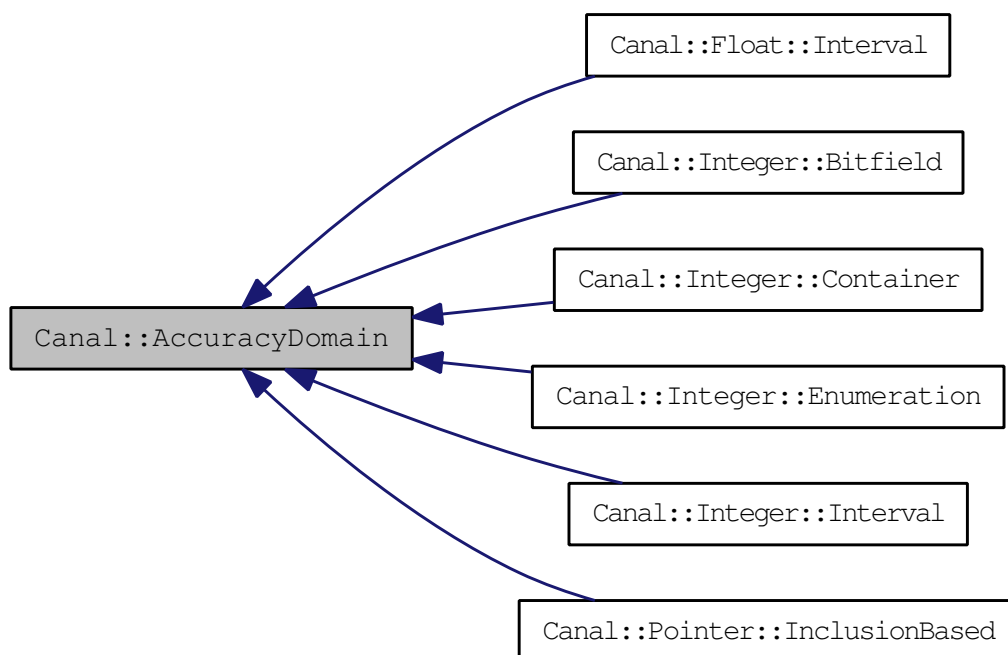 Canal::Float::Interval
Canal::Integer::Bitfield
Canal::Integer::Container
Canal::AccuracyDomain
Canal::Integer::Enumeration
Canal::Integer::Interval
Canal::Pointer::InclusionBased